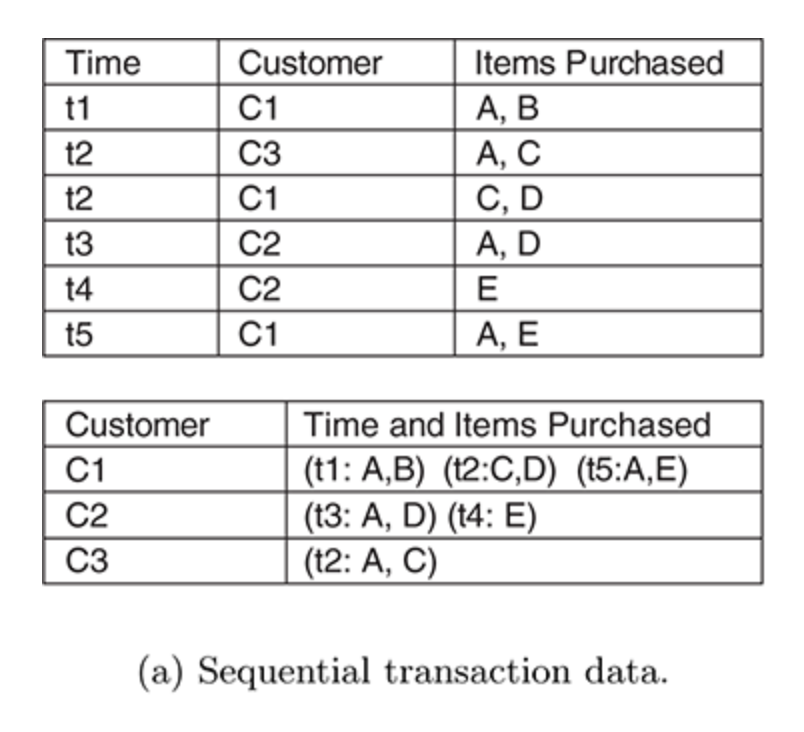 Time Customer Items Purchased
t1 C1 A, B
t2 C3 A, C
t2 C1 C, D
t3 C2 A, D
t4 C2 E
t5 C1 A, E
Customer Time and Items Purchased
C1 (t1: A,B) (t2:C,D) (t5:A,E)
C2 (t3: A, D) (t4: E)
C3 (t2: A, C)
(a) Sequential transaction data.